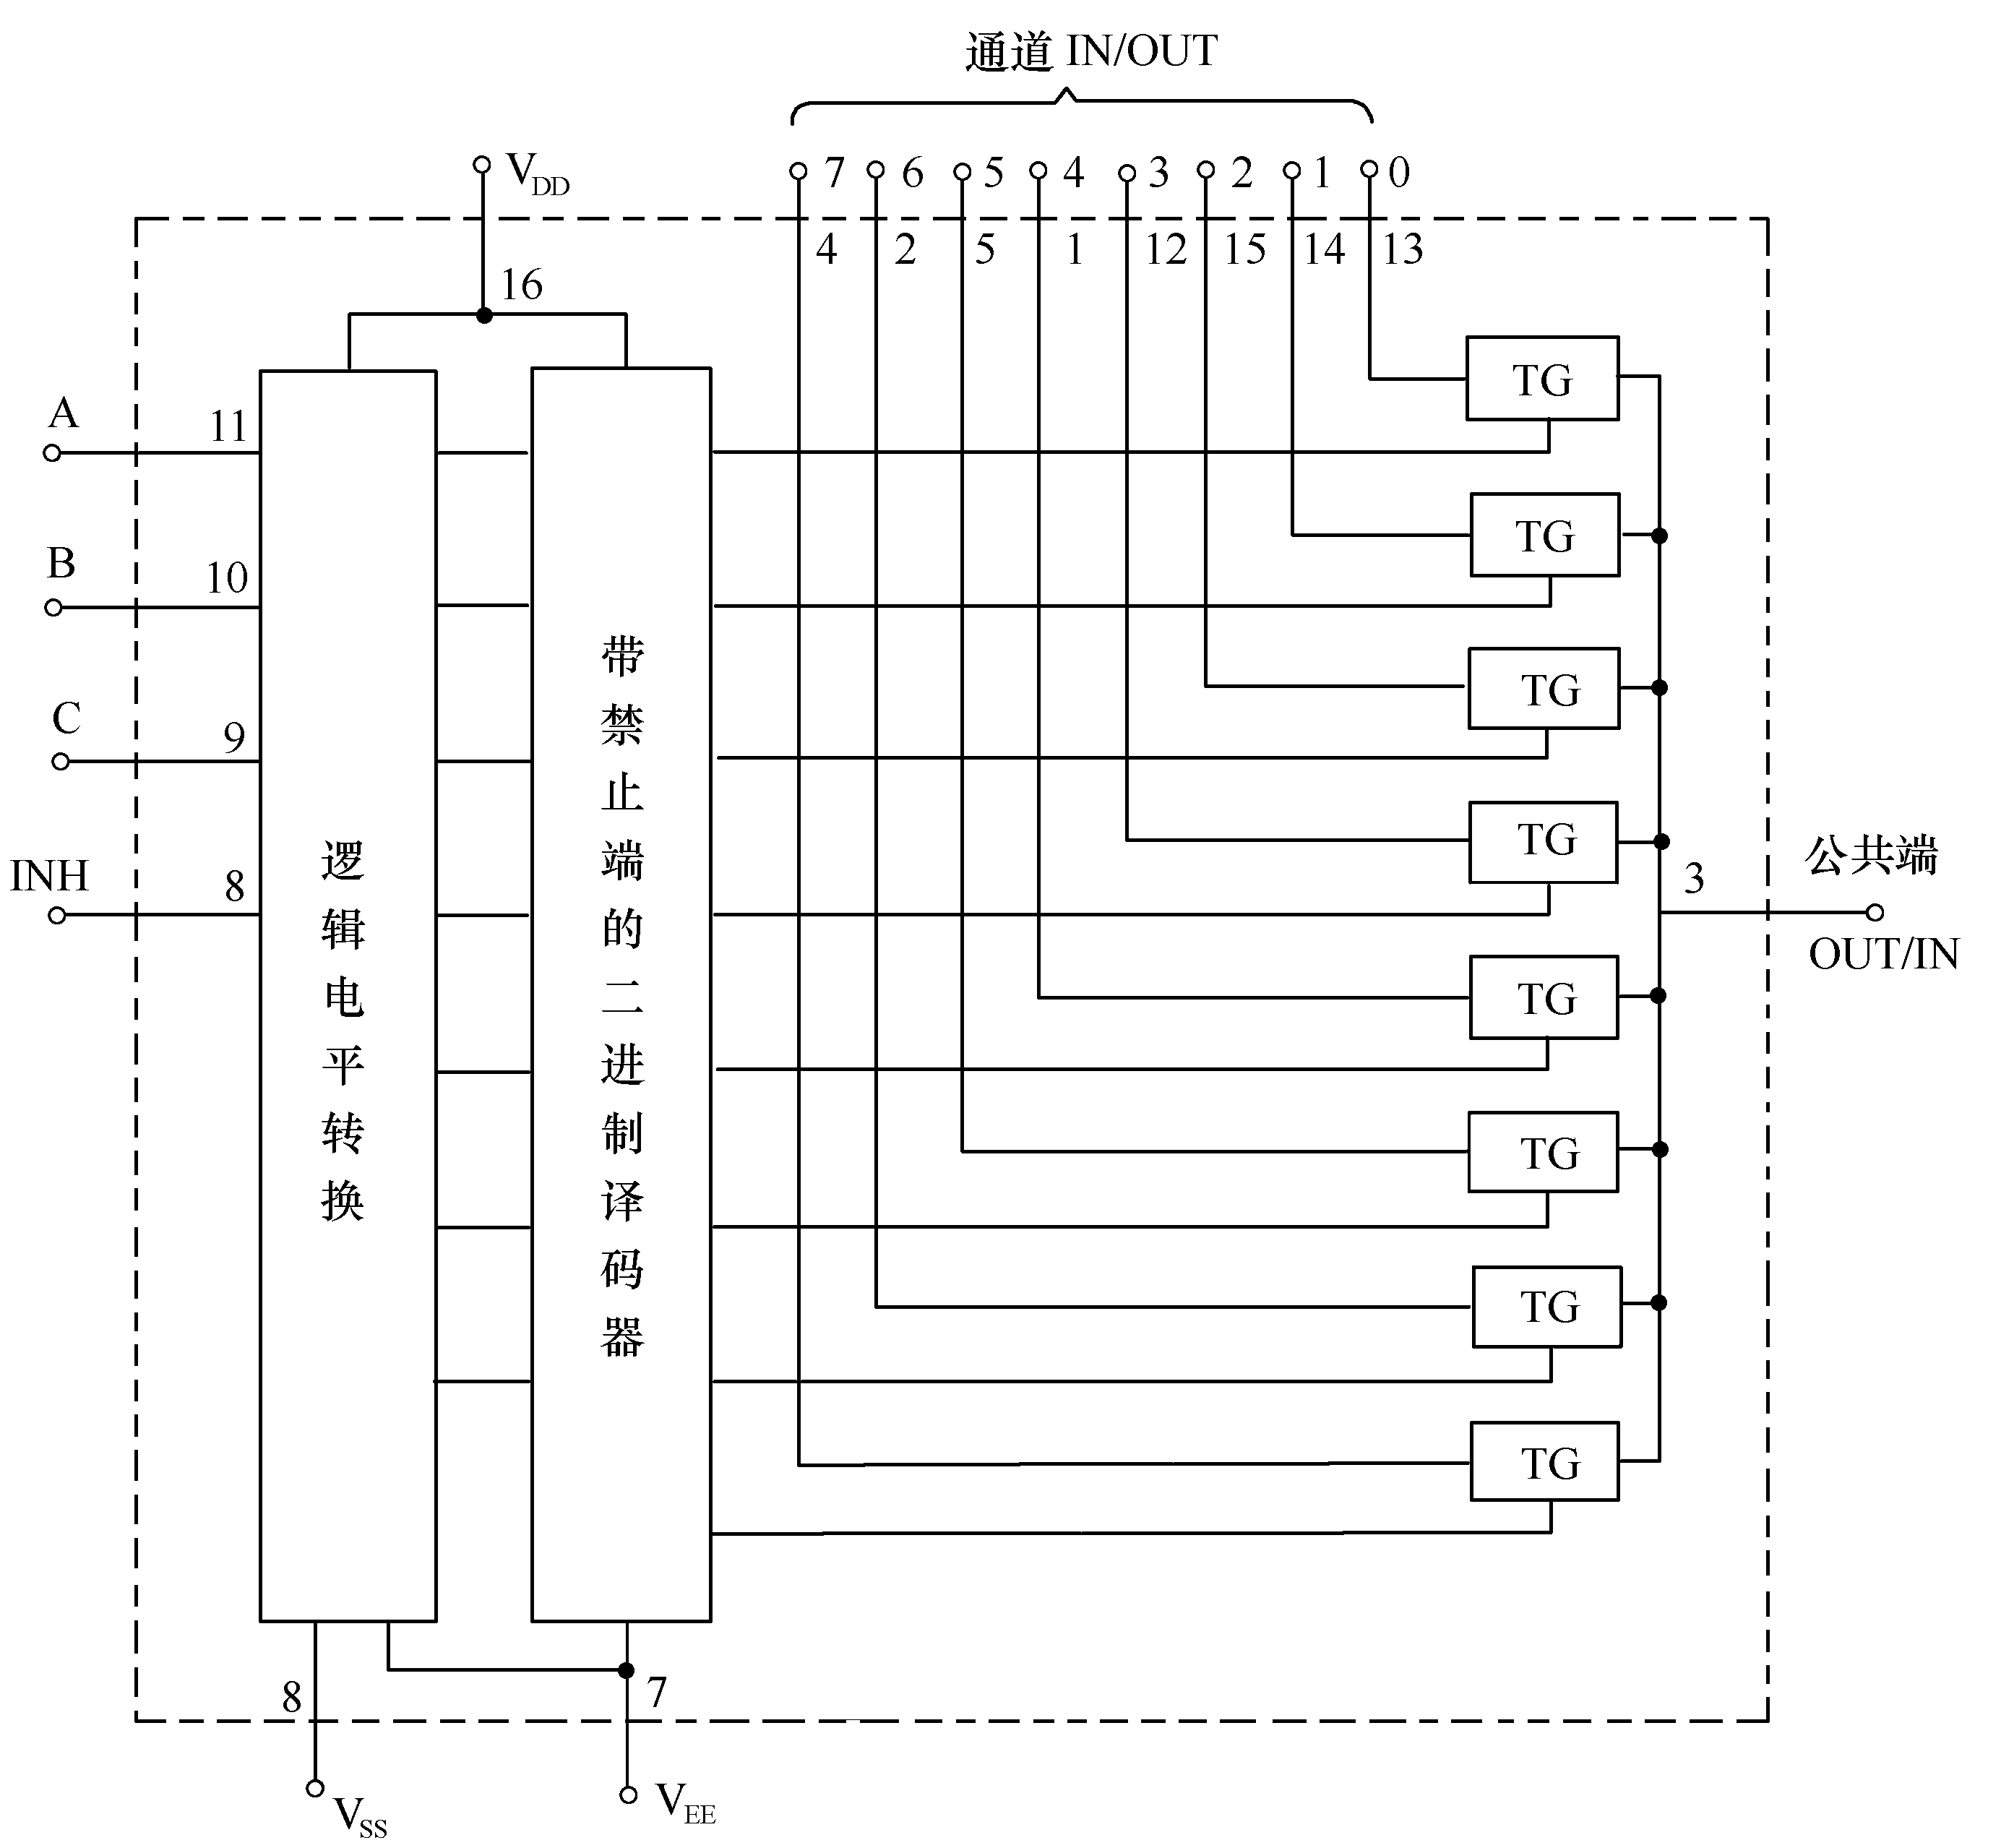 通道 IN/OUT
VDD
7 6 5 4 3 2 1 0
4 2 5 1 12 15 14 13
16
TG
A
11
TG
B
10
带禁止端的二进制译码器
TG
C
9
TG
逻辑电平转换
公共端
3
INH
8
OUT/IN
TG
TG
TG
TG
8
7
VSS
VEE